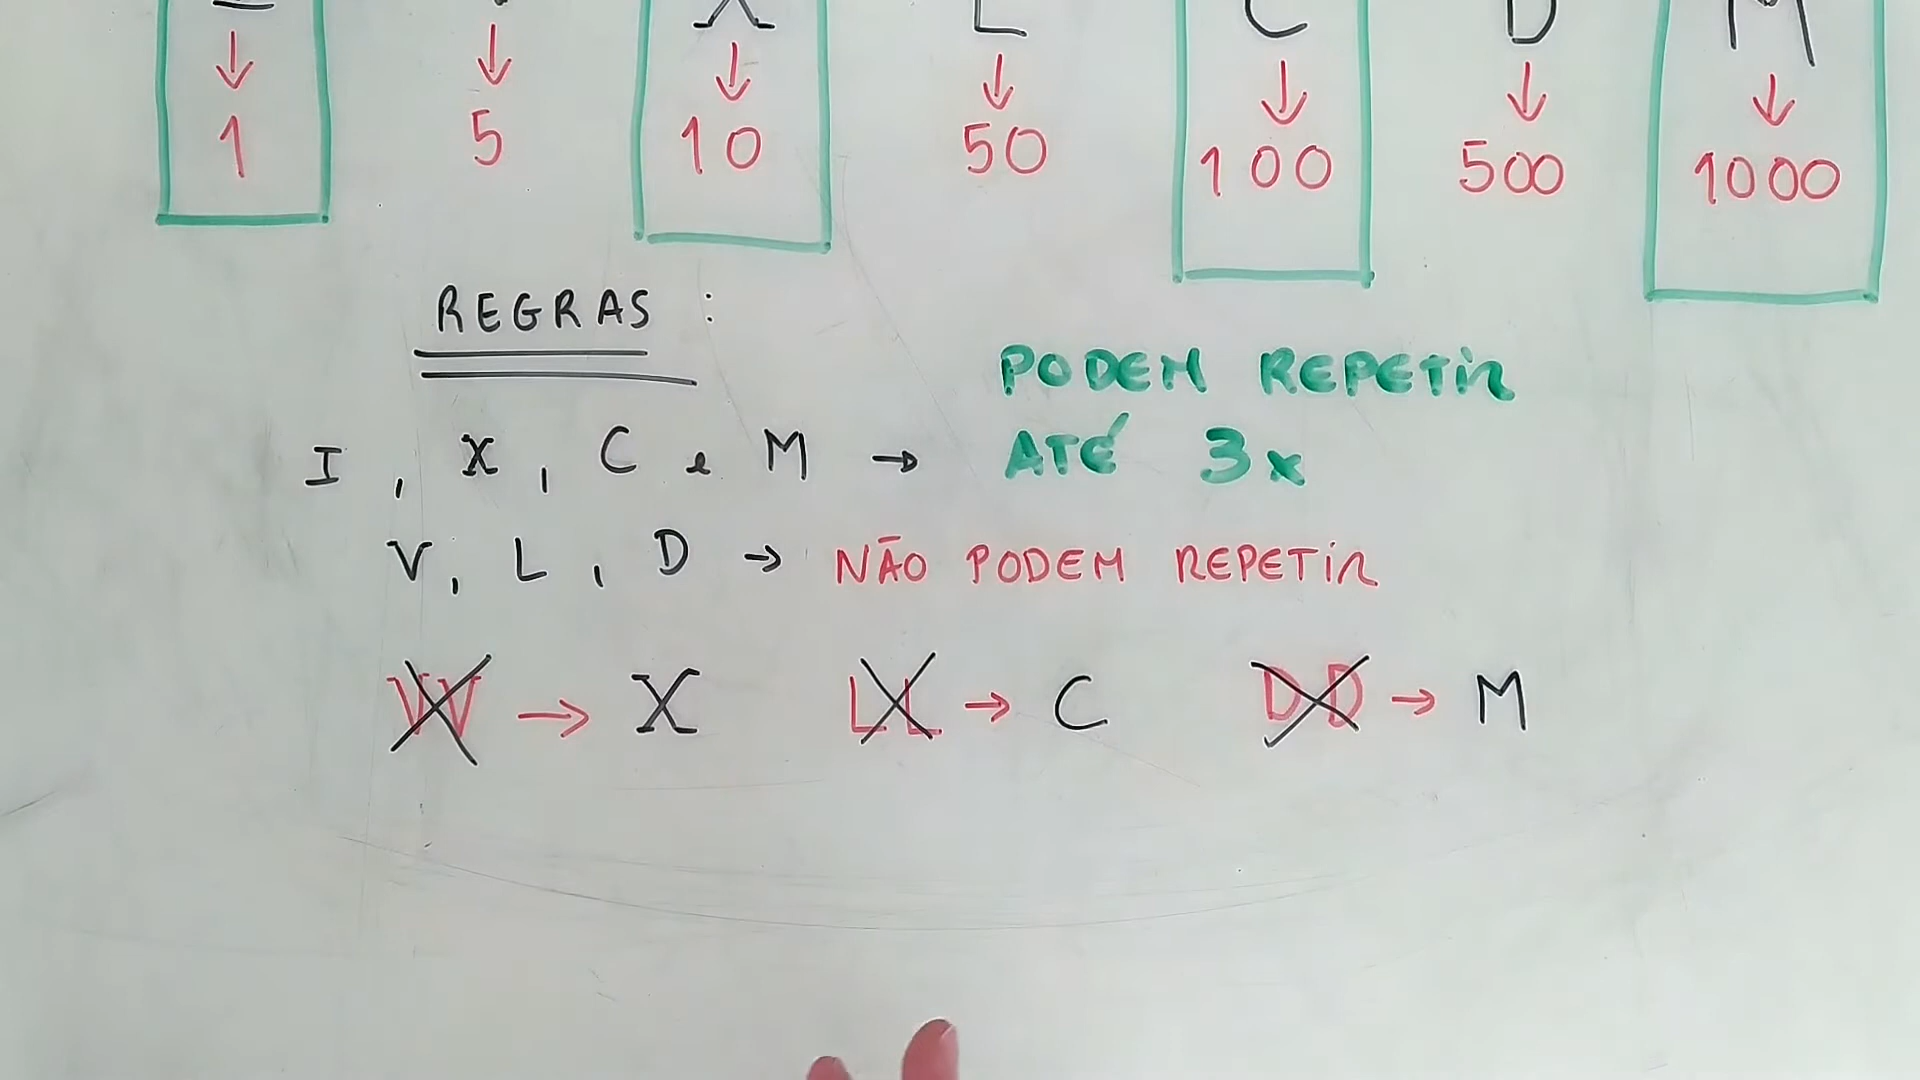 I X L C D M
1 5 10 50 100 500 1000
REGRAS :
I , X , C e M → PODEM REPETIR
ATÉ 3x
V, L, D → NÃO PODEM REPETIR
VV → X LL → C DD → M